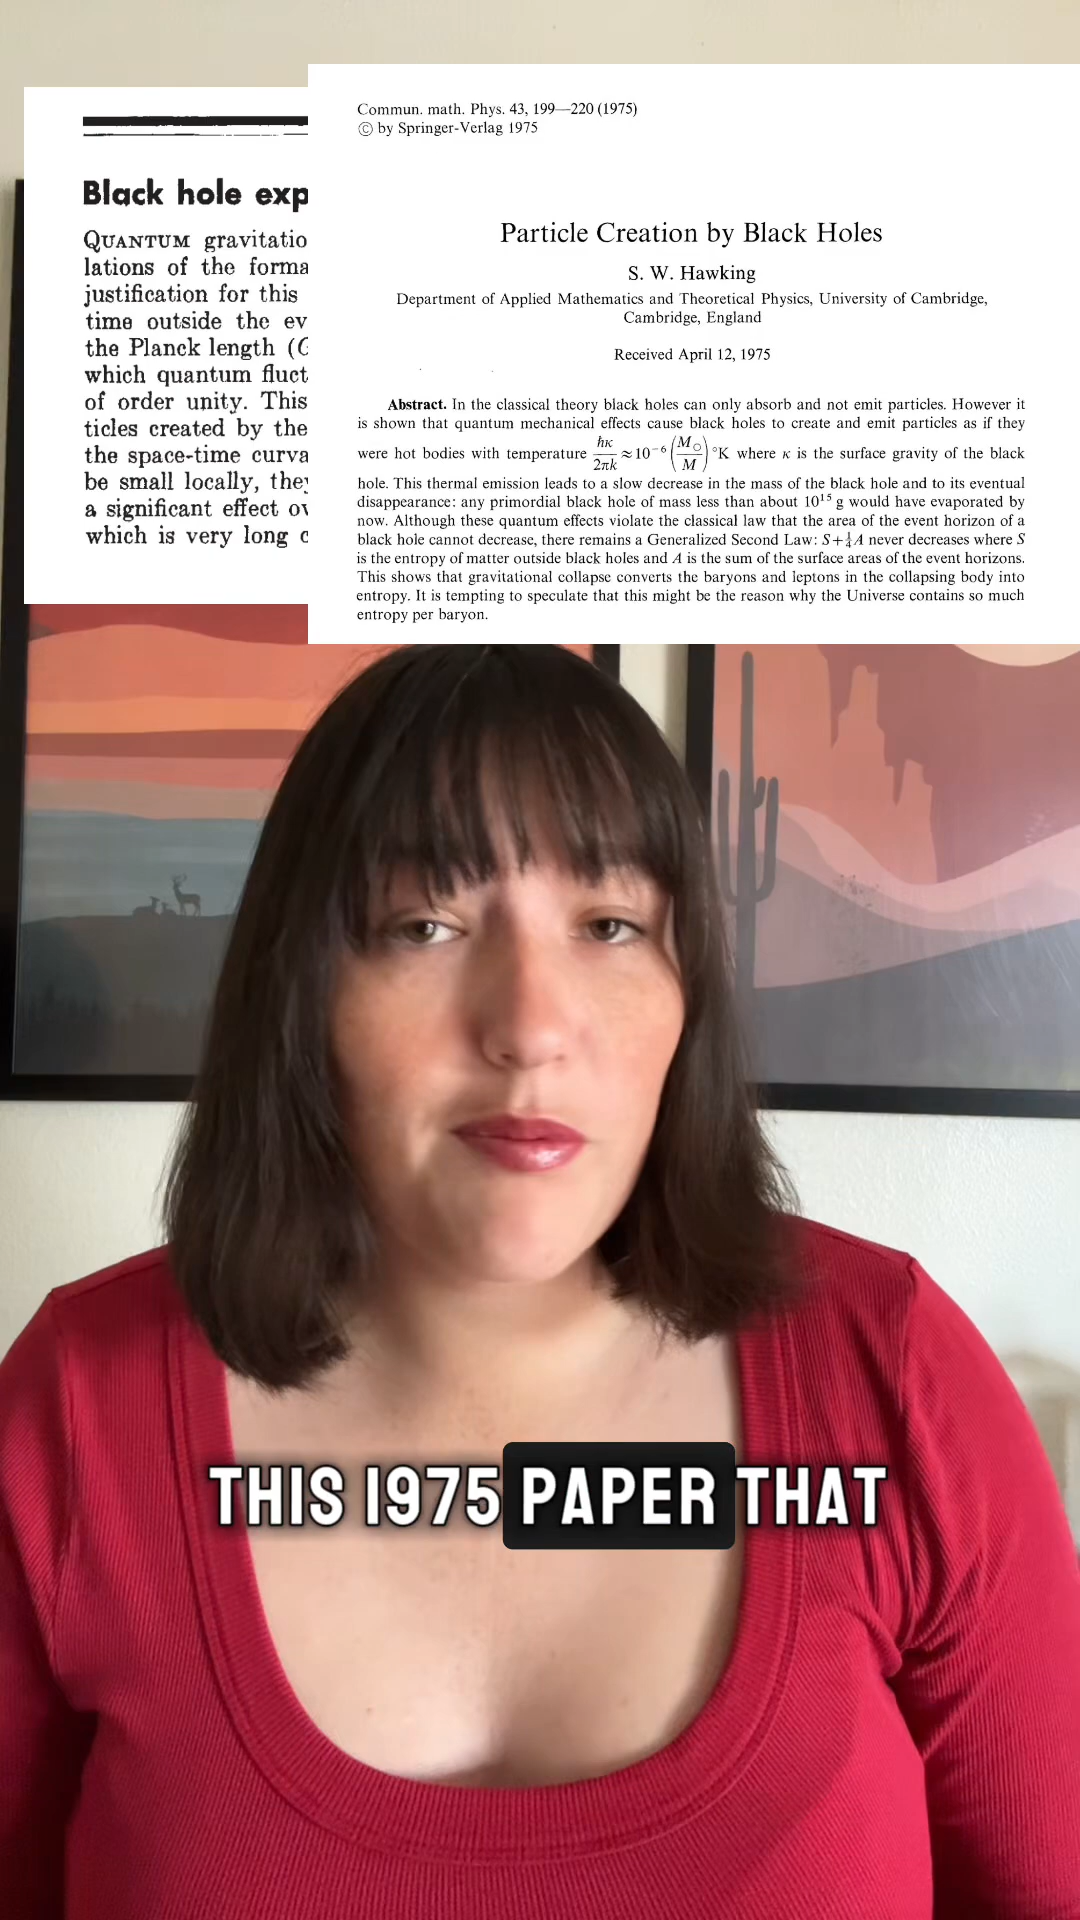 Black hole exp
QUANTUM gravitatio
lations of the forma
justification for this
time outside the ev
the Planck length (G
which quantum fluct
of order unity. This
ticles created by the
the space-time curva
be small locally, they
a significant effect ov
which is very long c
Commun. math. Phys. 43, 199—220 (1975)
© by Springer-Verlag 1975
Particle Creation by Black Holes
S. W. Hawking
Department of Applied Mathematics and Theoretical Physics, University of Cambridge,
Cambridge, England
Received April 12, 1975
Abstract. In the classical theory black holes can only absorb and not emit particles. However it
is shown that quantum mechanical effects cause black holes to create and emit particles as if they
were hot bodies with temperature ħκ/2πk ≈ 10⁻⁶ (M☉/M) °K where κ is the surface gravity of the black
hole. This thermal emission leads to a slow decrease in the mass of the black hole and to its eventual
disappearance: any primordial black hole of mass less than about 10¹⁵ g would have evaporated by
now. Although these quantum effects violate the classical law that the area of the event horizon of a
black hole cannot decrease, there remains a Generalized Second Law: S+¼A never decreases where S
is the entropy of matter outside black holes and A is the sum of the surface areas of the event horizons.
This shows that gravitational collapse converts the baryons and leptons in the collapsing body into
entropy. It is tempting to speculate that this might be the reason why the Universe contains so much
entropy per baryon.
THIS 1975 PAPER THAT